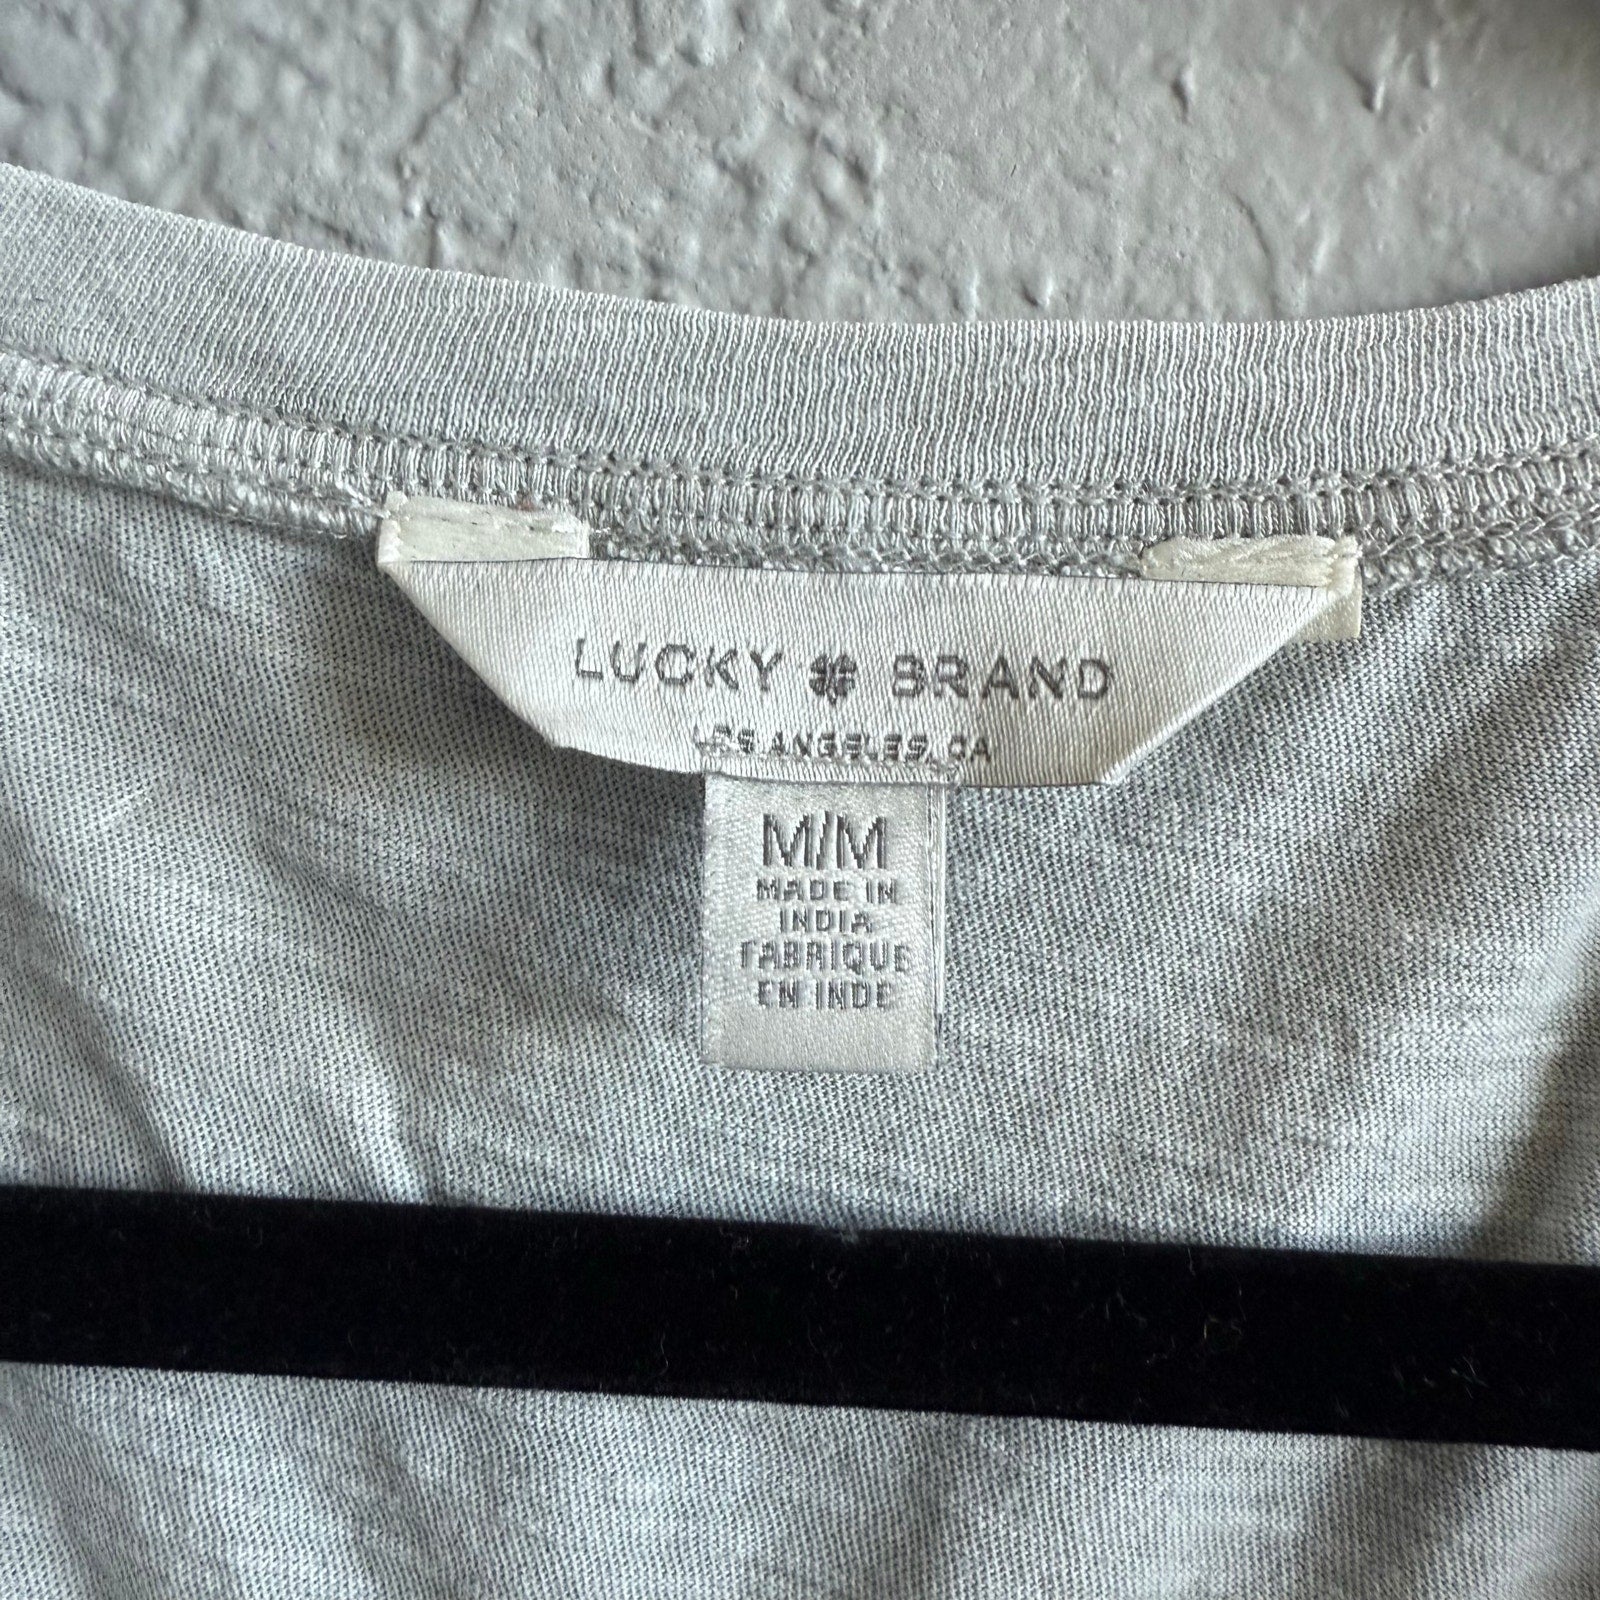 LUCKY BRAND
LOS ANGELES, CA
M/M
MADE IN
INDIA
FABRIQUE
EN INDE